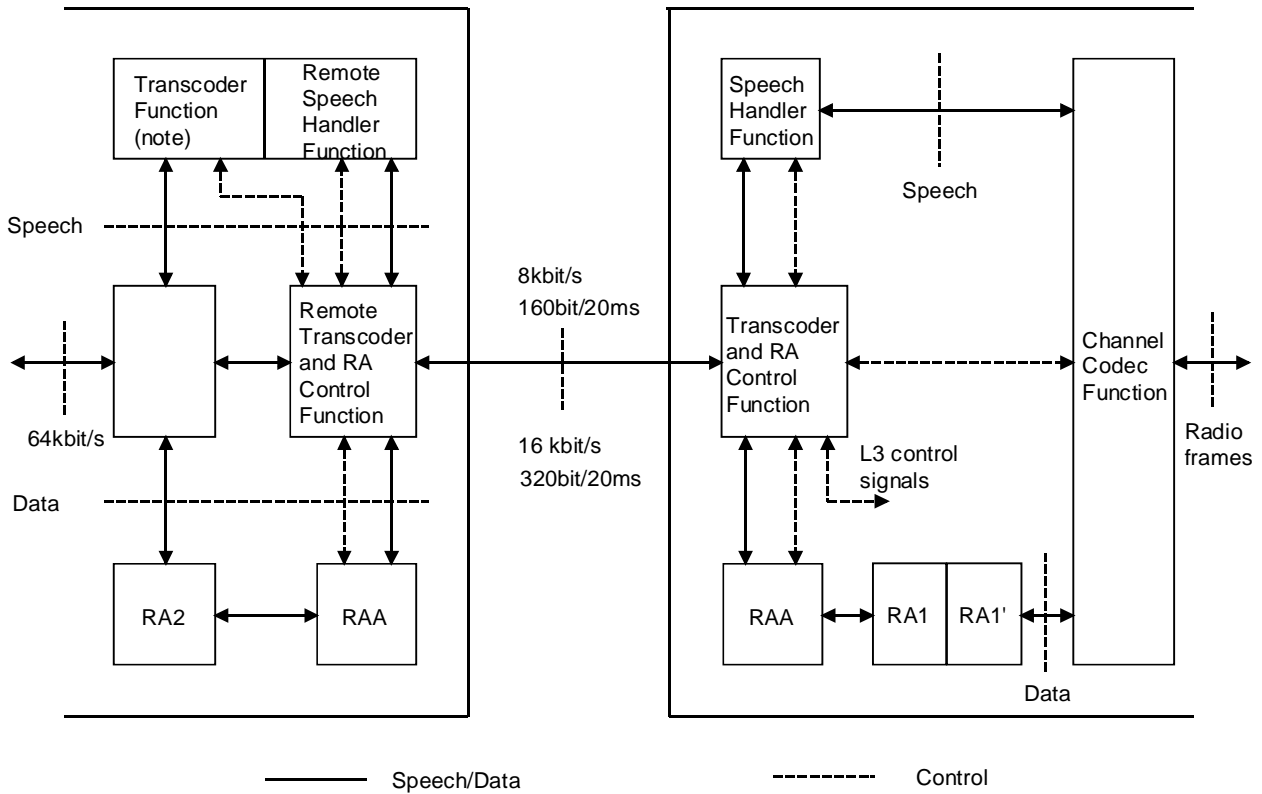 Transcoder
Function
(note)
Remote
Speech
Handler
Function
Speech
Handler
Function
Speech
Speech
8kbit/s
160bit/20ms
Remote
Transcoder
and RA
Control
Function
Transcoder
and RA
Control
Function
Channel
Codec
Function
64kbit/s
16 kbit/s
320bit/20ms
L3 control
signals
Radio
frames
Data
RA2
RAA
RAA
RA1
RA1'
Data
Speech/Data
Control